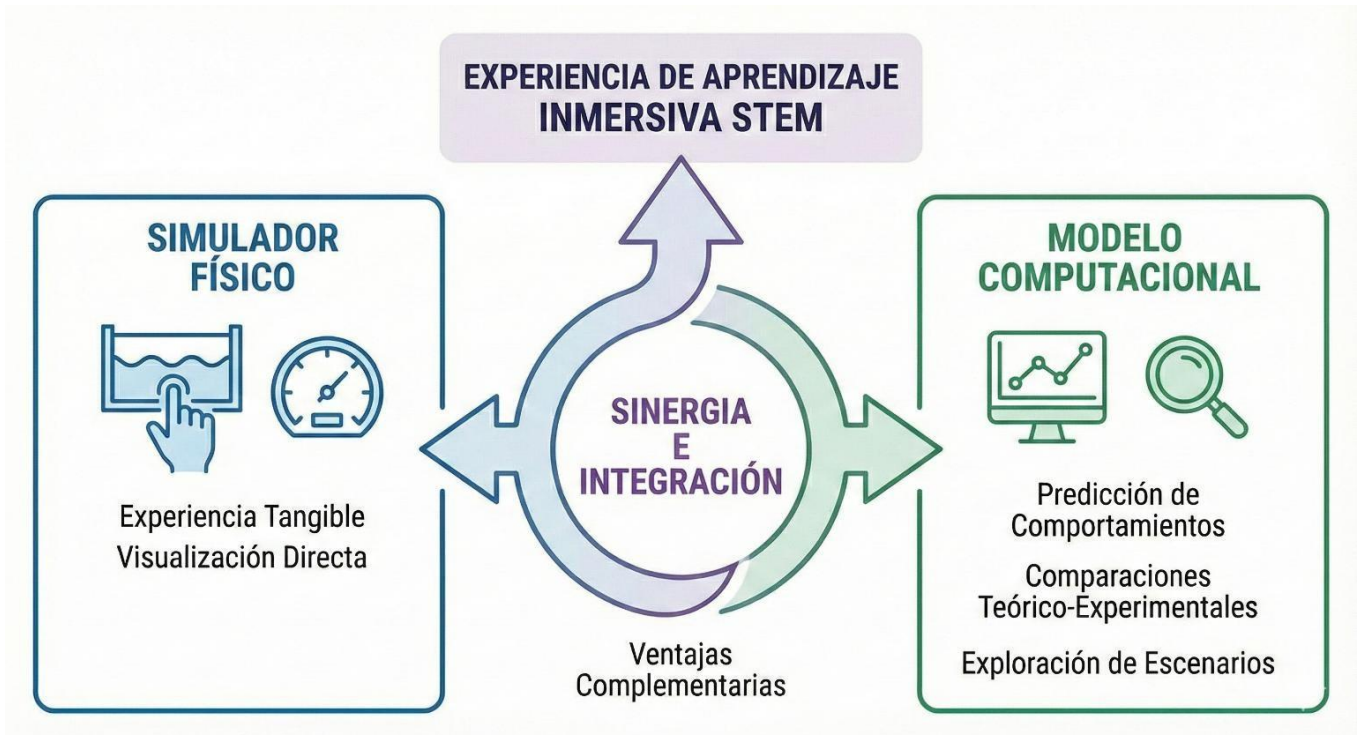 EXPERIENCIA DE APRENDIZAJE
INMERSIVA STEM
SIMULADOR
FÍSICO
Experiencia Tangible
Visualización Directa
SINERGIA
E
INTEGRACIÓN
Ventajas
Complementarias
MODELO
COMPUTACIONAL
Predicción de
Comportamientos
Comparaciones
Teórico-Experimentales
Exploración de Escenarios